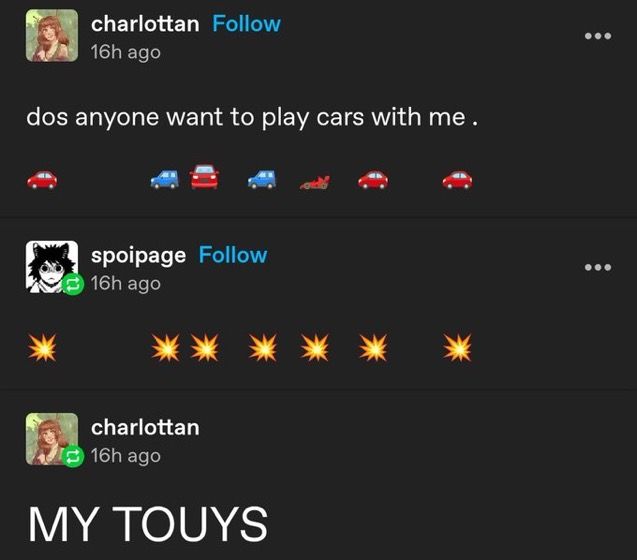 charlottan Follow
16h ago
dos anyone want to play cars with me .
🚗 🚙 🚘 🚙 🏎️ 🚗 🚗
spoipage Follow
16h ago
💥 💥 💥 💥 💥 💥 💥
charlottan
16h ago
MY TOUYS